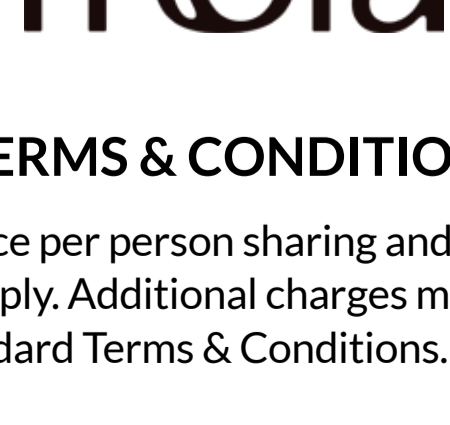 ERMS & CONDITIO
ce per person sharing and
ply. Additional charges m
dard Terms & Conditions.